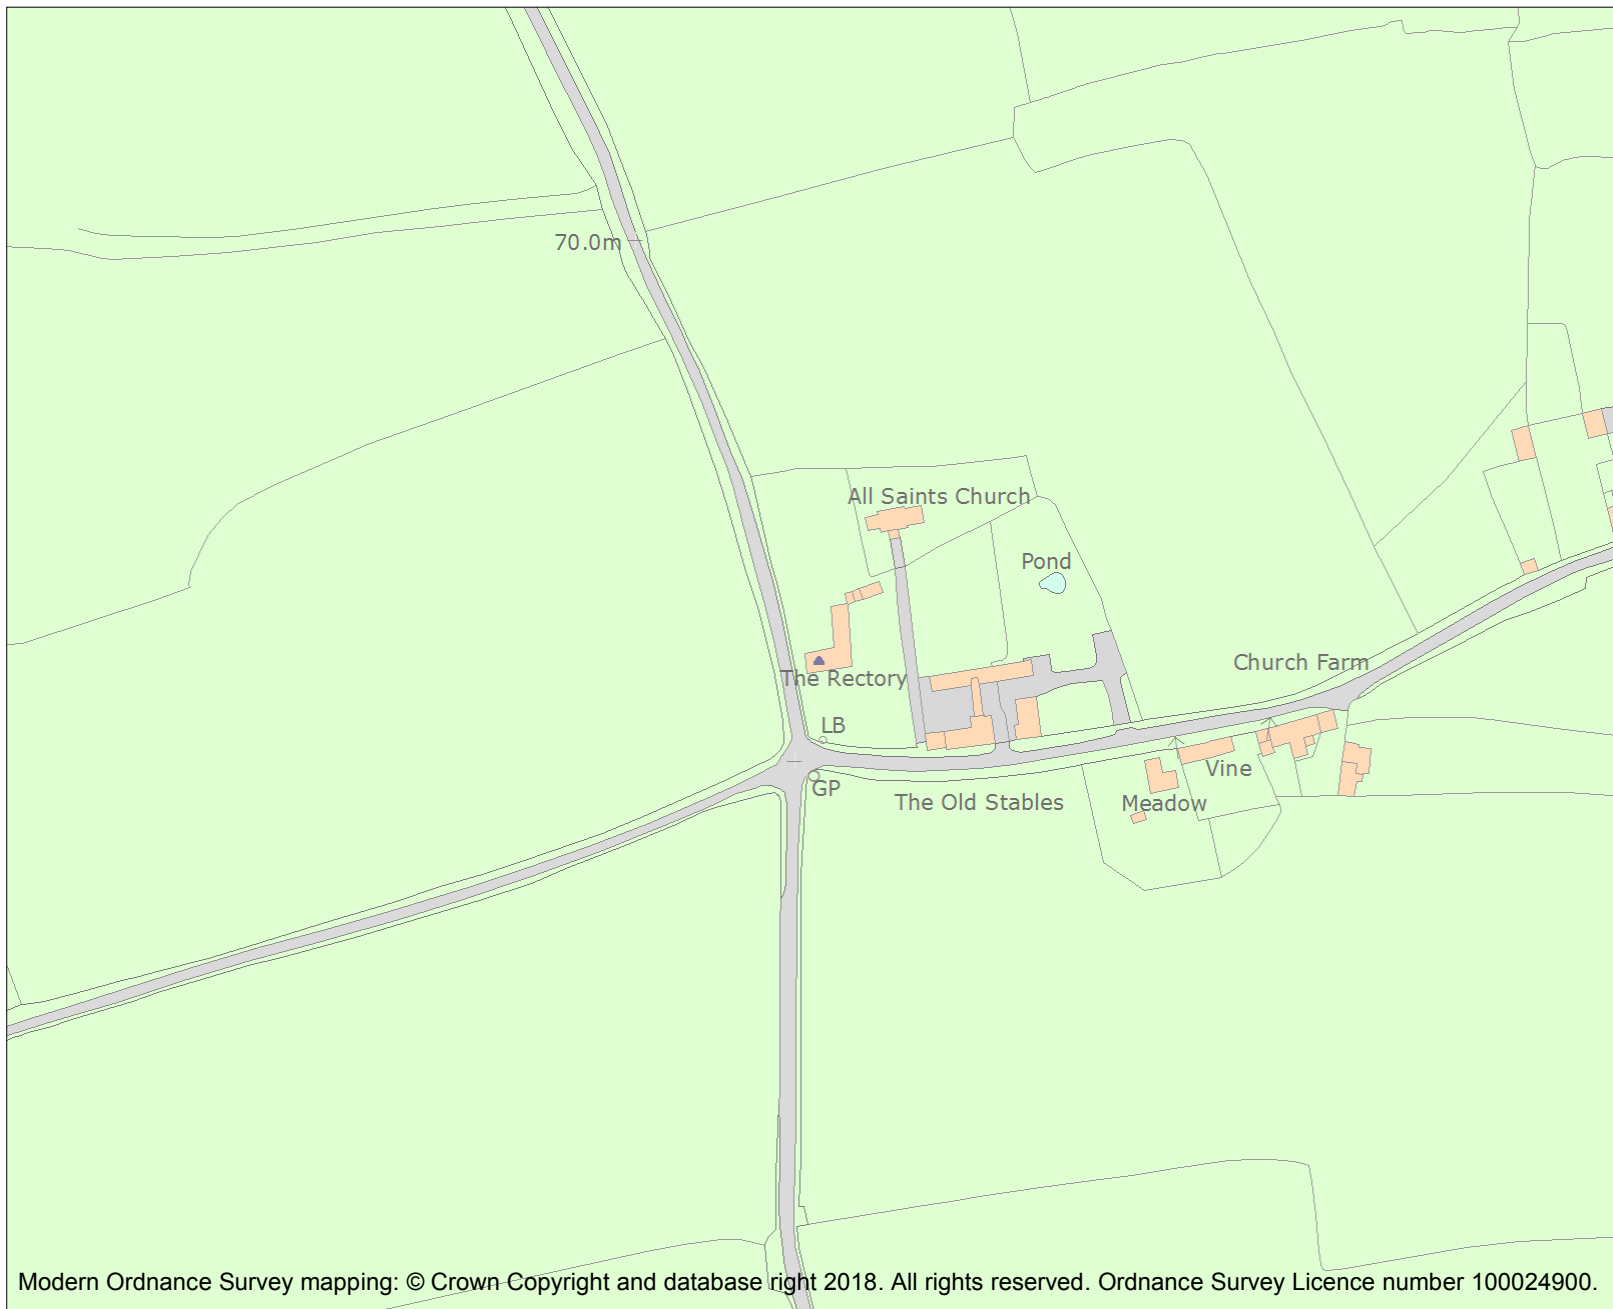 70.0m
All Saints Church
Pond
Church Farm
The Rectory
LB
Vine
GP
The Old Stables
Meadow
Modern Ordnance Survey mapping: © Crown Copyright and database right 2018. All rights reserved. Ordnance Survey Licence number 100024900.